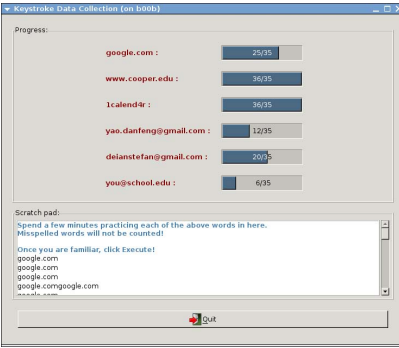 Keystroke Data Collection (on b00b)
Progress:
google.com : 25/35
www.cooper.edu : 36/35
1calend4r : 36/35
yao.danfeng@gmail.com : 12/35
deianstefan@gmail.com : 20/35
you@school.edu : 6/35
Scratch pad:
Spend a few minutes practicing each of the above words in here.
Misspelled words will not be counted!
Once you are familiar, click Execute!
google.com
google.com
google.com
google.comgoogle.com
google.com
Quit